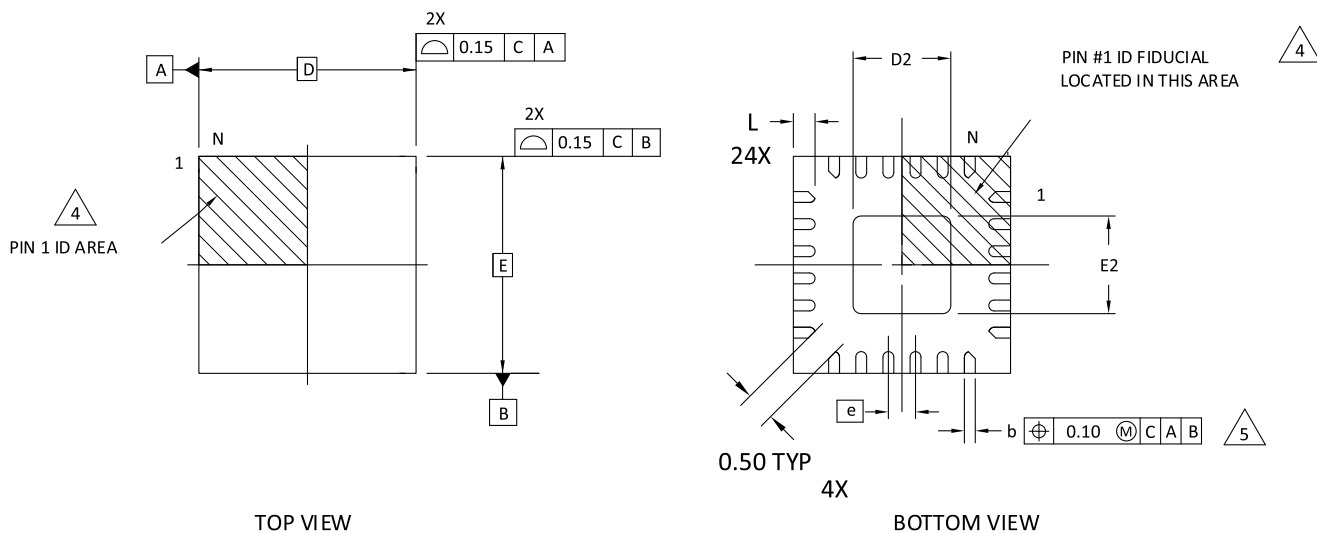 2X
0.15 C A
A
D
2X
0.15 C B
N
1
4
PIN 1 ID AREA
E
B
TOP VIEW
D2
PIN #1 ID FIDUCIAL
LOCATED IN THIS AREA
4
L
24X
N
1
E2
e
b
0.10 Ⓜ C A B
5
0.50 TYP
4X
BOTTOM VIEW